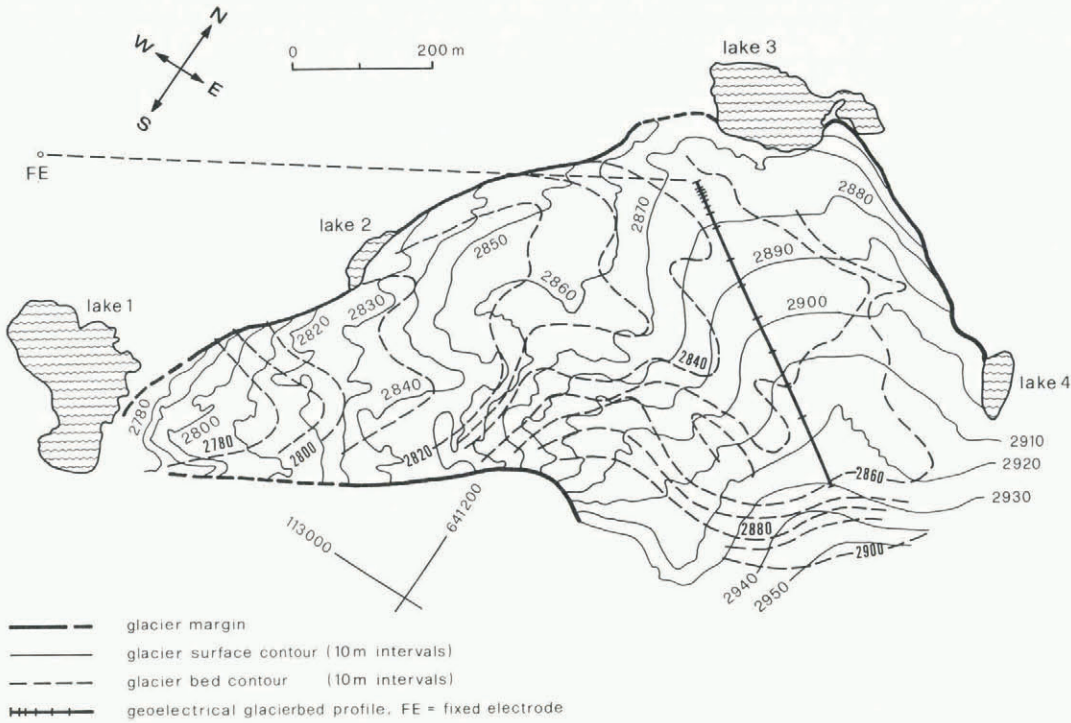 N
W
E
S
0 200 m
lake 3
FE
2880
2870
lake 2
2850
2890
2860
lake 1
2830
2900
2820
2840
2840
lake 4
2780
2800
2780
2800
2820
2910
2860
2920
2930
641200
2880
113000
2900
2940
2950
glacier margin
glacier surface contour (10m intervals)
glacier bed contour (10m intervals)
geoelectrical glacierbed profile, FE = fixed electrode